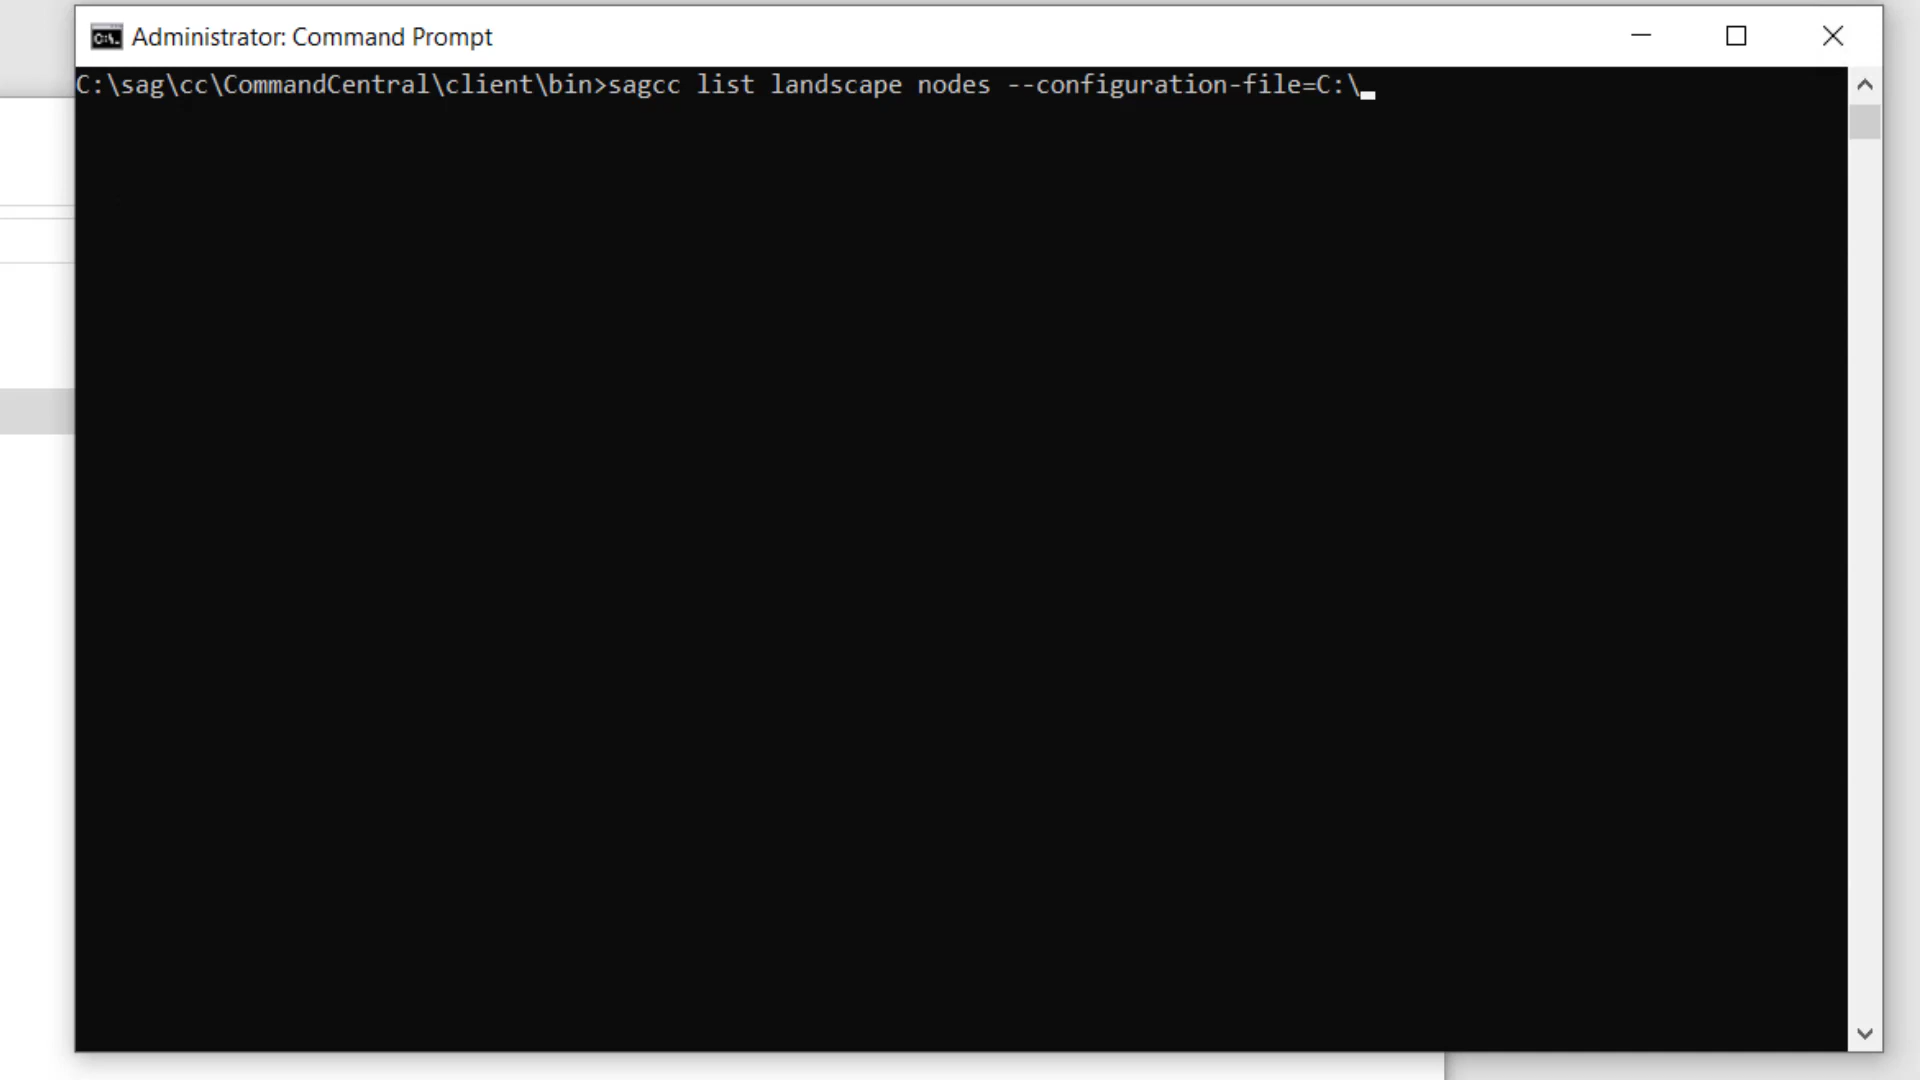 Administrator: Command Prompt
C:\sag\cc\CommandCentral\client\bin>sagcc list landscape nodes --configuration-file=C:\